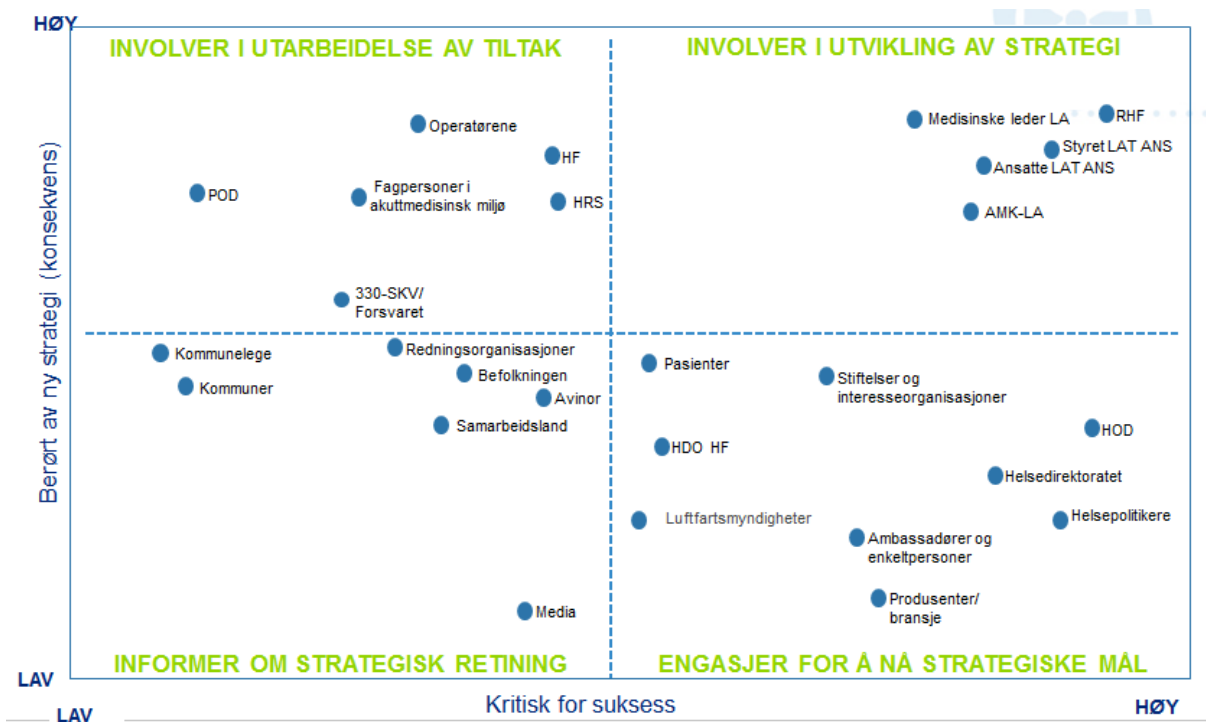 HØY
INVOLVER I UTARBEIDELSE AV TILTAK
INVOLVER I UTVIKLING AV STRATEGI
Operatørene
HF
POD
Fagpersoner i
akuttmedisinsk miljø
HRS
330-SKV/
Forsvaret
Medisinske leder LA
RHF
Styret LAT ANS
Ansatte LAT ANS
AMK-LA
Berørt av ny strategi (konsekvens)
Kommunelege
Kommuner
Redningsorganisasjoner
Befolkningen
Avinor
Samarbeidsland
Media
Pasienter
Stiftelser og
interesseorganisasjoner
HOD
HDO HF
Helsedirektoratet
Luftfartsmyndigheter
Helsepolitikere
Ambassadører og
enkeltpersoner
Produsenter/
bransje
INFORMER OM STRATEGISK RETINING
ENGASJER FOR Å NÅ STRATEGISKE MÅL
LAV
LAV
Kritisk for suksess
HØY